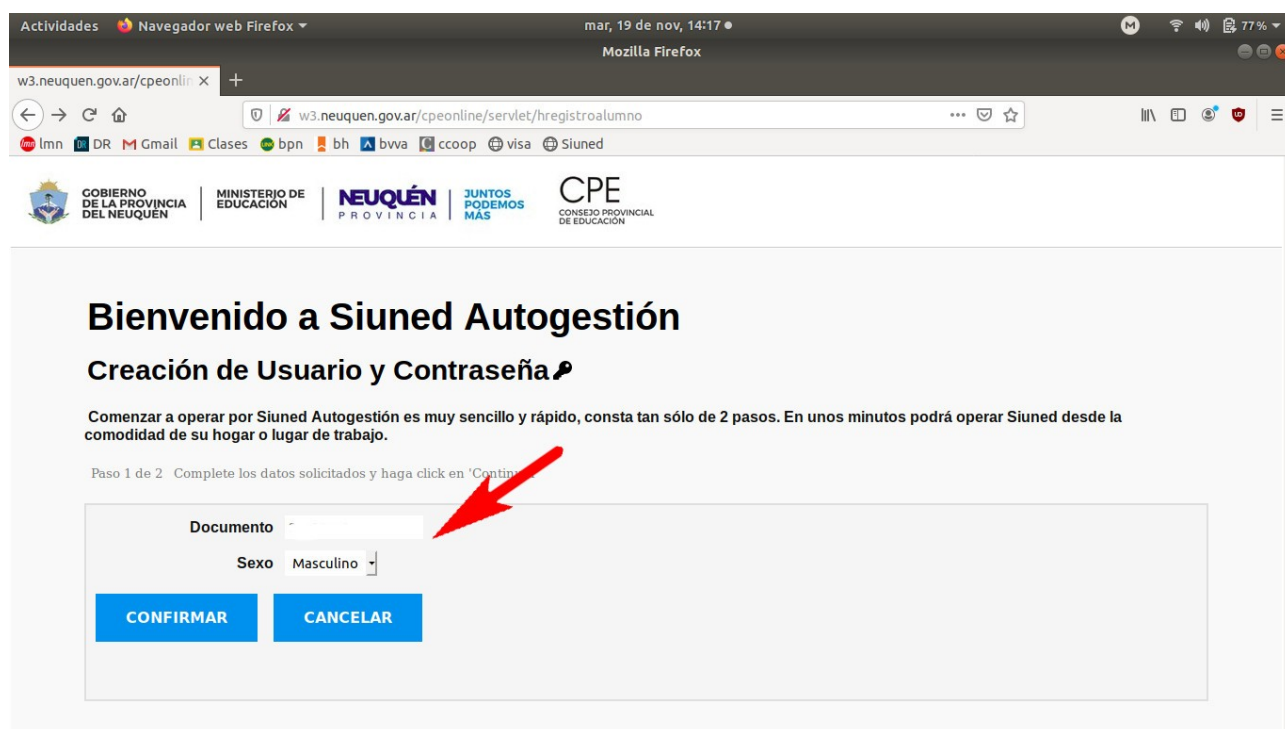 Actividades Navegador web Firefox mar, 19 de nov, 14:17 77 %
Mozilla Firefox
w3.neuquen.gov.ar/cpeonlin
w3.neuquen.gov.ar/cpeonline/servlet/hregistroalumno
lmn DR Gmail Clases bpn bh bvva ccoop visa Siuned
GOBIERNO
DE LA PROVINCIA
DEL NEUQUÉN
MINISTERIO DE
EDUCACIÓN
NEUQUÉN
PROVINCIA
JUNTOS
PODEMOS
MÁS
CPE
CONSEJO PROVINCIAL
DE EDUCACIÓN
Bienvenido a Siuned Autogestión
Creación de Usuario y Contraseña
Comenzar a operar por Siuned Autogestión es muy sencillo y rápido, consta tan sólo de 2 pasos. En unos minutos podrá operar Siuned desde la
comodidad de su hogar o lugar de trabajo.
Paso 1 de 2 Complete los datos solicitados y haga click en
Documento
Sexo Masculino
CONFIRMAR CANCELAR